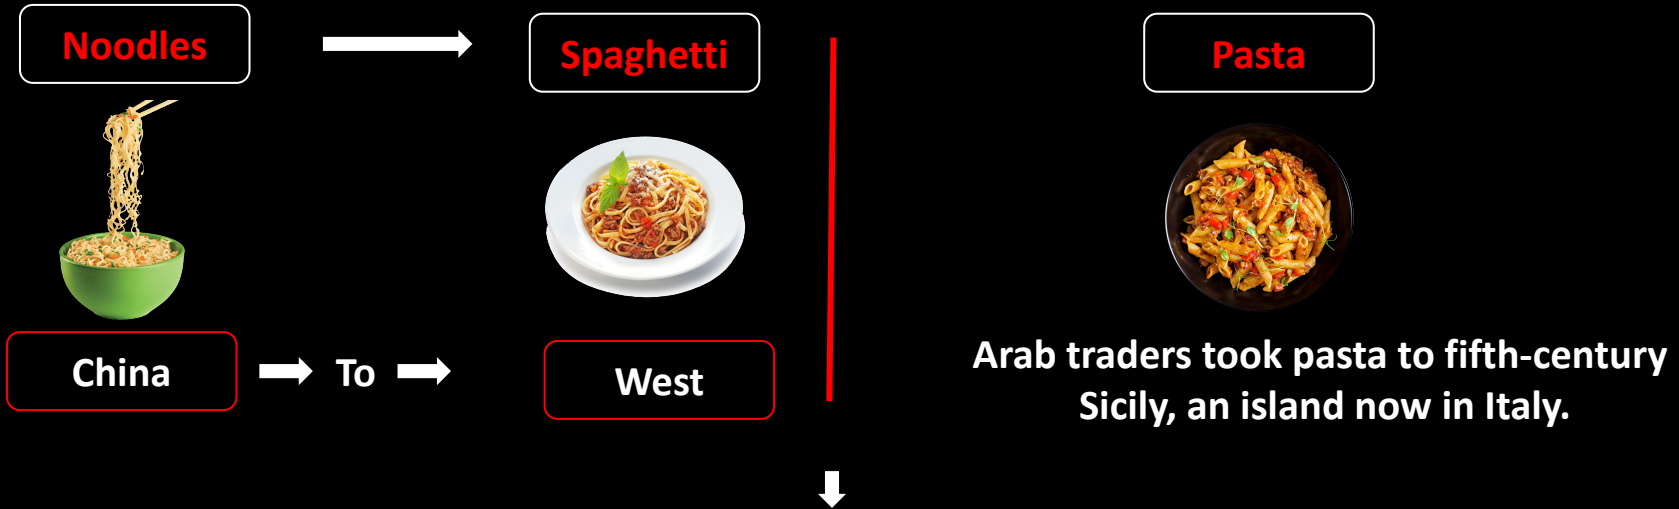 Noodles
Spaghetti
Pasta
China
To
West
Arab traders took pasta to fifth-century
Sicily, an island now in Italy.